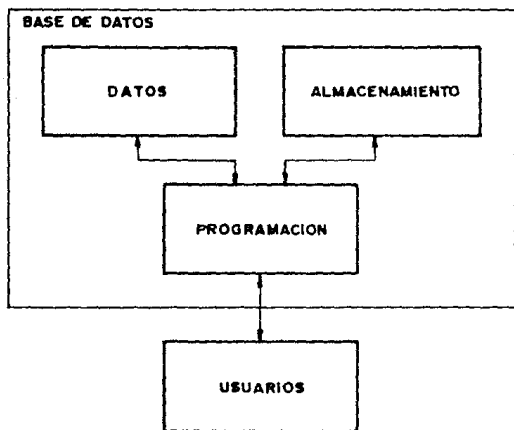 BASE DE DATOS
DATOS
ALMACENAMIENTO
PROGRAMACION
USUARIOS